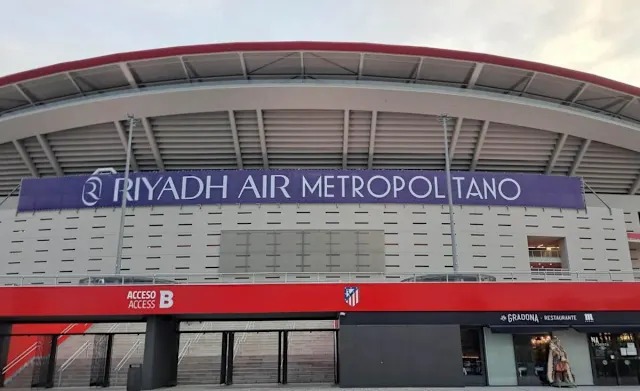 RIYADH AIR METROPOLITANO
ACCESO
ACCESS B
GRADONA RESTAURANTE